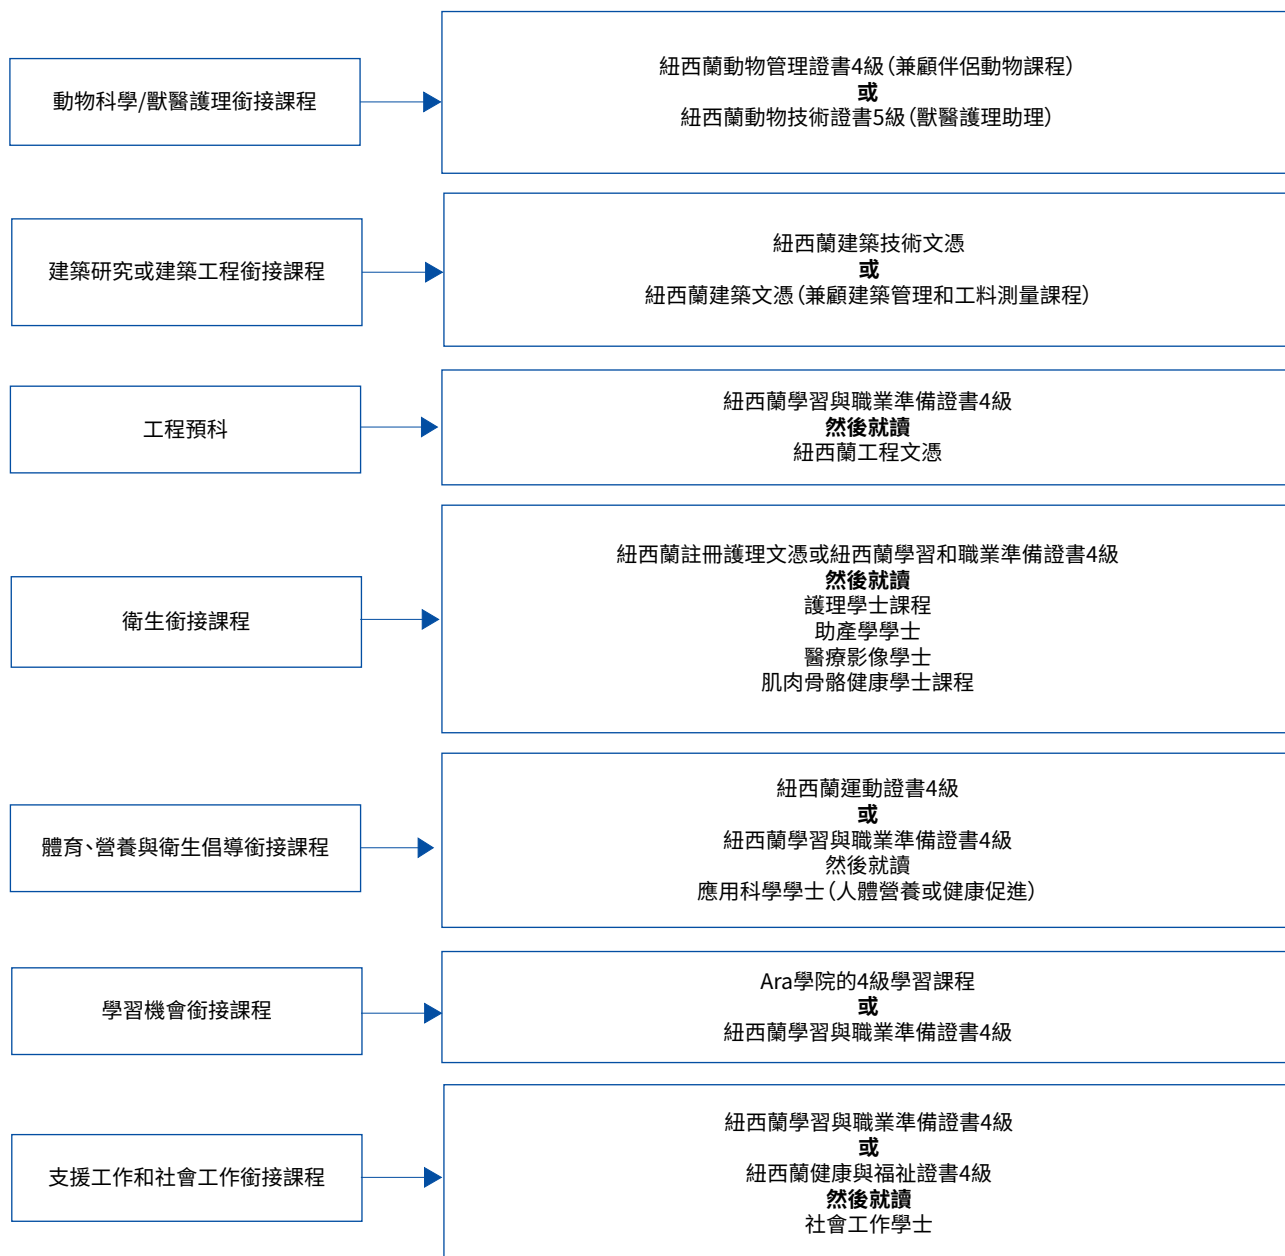 動物科學/獸醫護理銜接課程
紐西蘭動物管理證書4級（兼顧伴侶動物課程）
或
紐西蘭動物技術證書5級（獸醫護理助理）
建築研究或建築工程銜接課程
紐西蘭建築技術文憑
或
紐西蘭建築文憑（兼顧建築管理和工料測量課程）
工程預科
紐西蘭學習與職業準備證書4級
然後就讀
紐西蘭工程文憑
衛生銜接課程
紐西蘭註冊護理文憑或紐西蘭學習和職業準備證書4級
然後就讀
護理學士課程
助產學學士
醫療影像學士
肌肉骨骼健康學士課程
體育、營養與衛生倡導銜接課程
紐西蘭運動證書4級
或
紐西蘭學習與職業準備證書4級
然後就讀
應用科學學士（人體營養或健康促進）
學習機會銜接課程
Ara學院的4級學習課程
或
紐西蘭學習與職業準備證書4級
支援工作和社會工作銜接課程
紐西蘭學習與職業準備證書4級
或
紐西蘭健康與福祉證書4級
然後就讀
社會工作學士